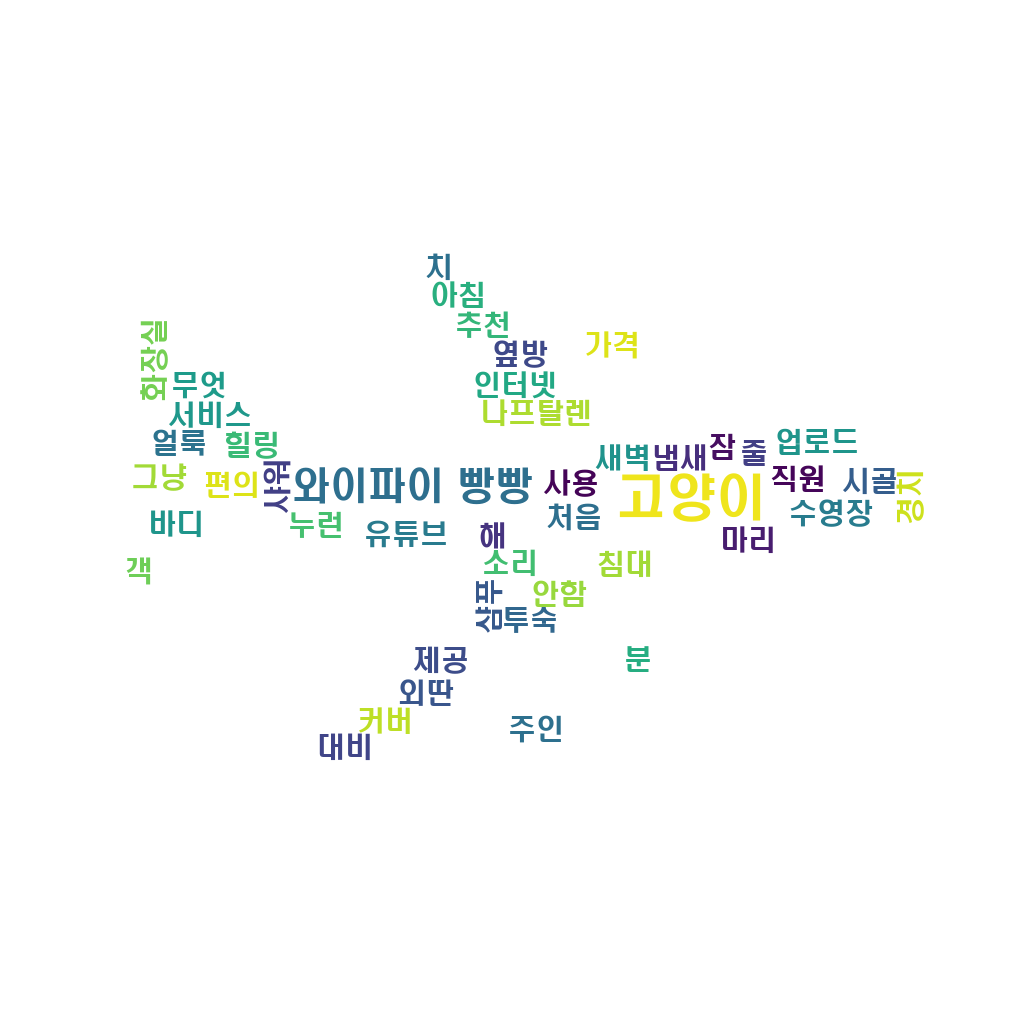 치
아침
추천
옆방
가격
화장실
무엇
인터넷
서비스
나프탈렌
얼룩
힐링
새벽
냄새
잠
줄
업로드
그냥
편의
샤워
와이파이
빵빵
사용
고양이
직원
시골
경치
바디
누런
유튜브
해
처음
마리
수영장
객
소리
침대
샴푸
안함
투숙
제공
분
외딴
커버
주인
대비